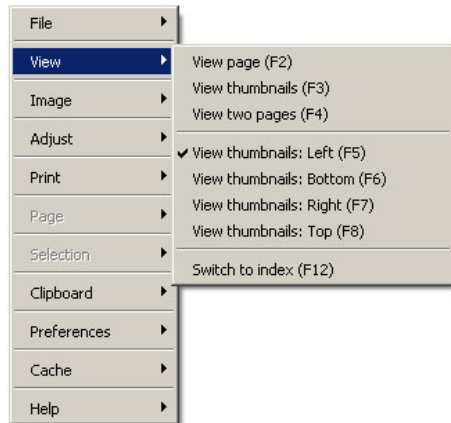 File
View
Image
Adjust
Print
Page
Selection
Clipboard
Preferences
Cache
Help
View page (F2)
View thumbnails (F3)
View two pages (F4)
View thumbnails: Left (F5)
View thumbnails: Bottom (F6)
View thumbnails: Right (F7)
View thumbnails: Top (F8)
Switch to index (F12)